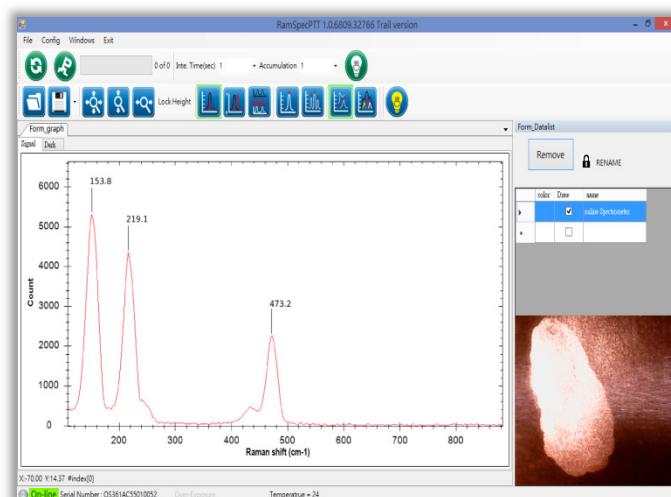 RamSpecPTT 1.0.6809.32766 Trail version
File Config Windows Exit
0 of 0 Inte. Time(sec) 1 Accumulation 1
Lock Height
Form_graph
Signal Dark
Form_Datalist
Remove
RENAME
color Draw name
online Spectrometer
153.8
219.1
473.2
6000
5000
4000
3000
2000
1000
0
Count
200 300 400 500 600 700 800
Raman shift (cm-1)
X:-70.00 Y:14.37 #index[0]
On-line Serial Number : OS361AC55010052 Over Exposure Temperatrue = 24